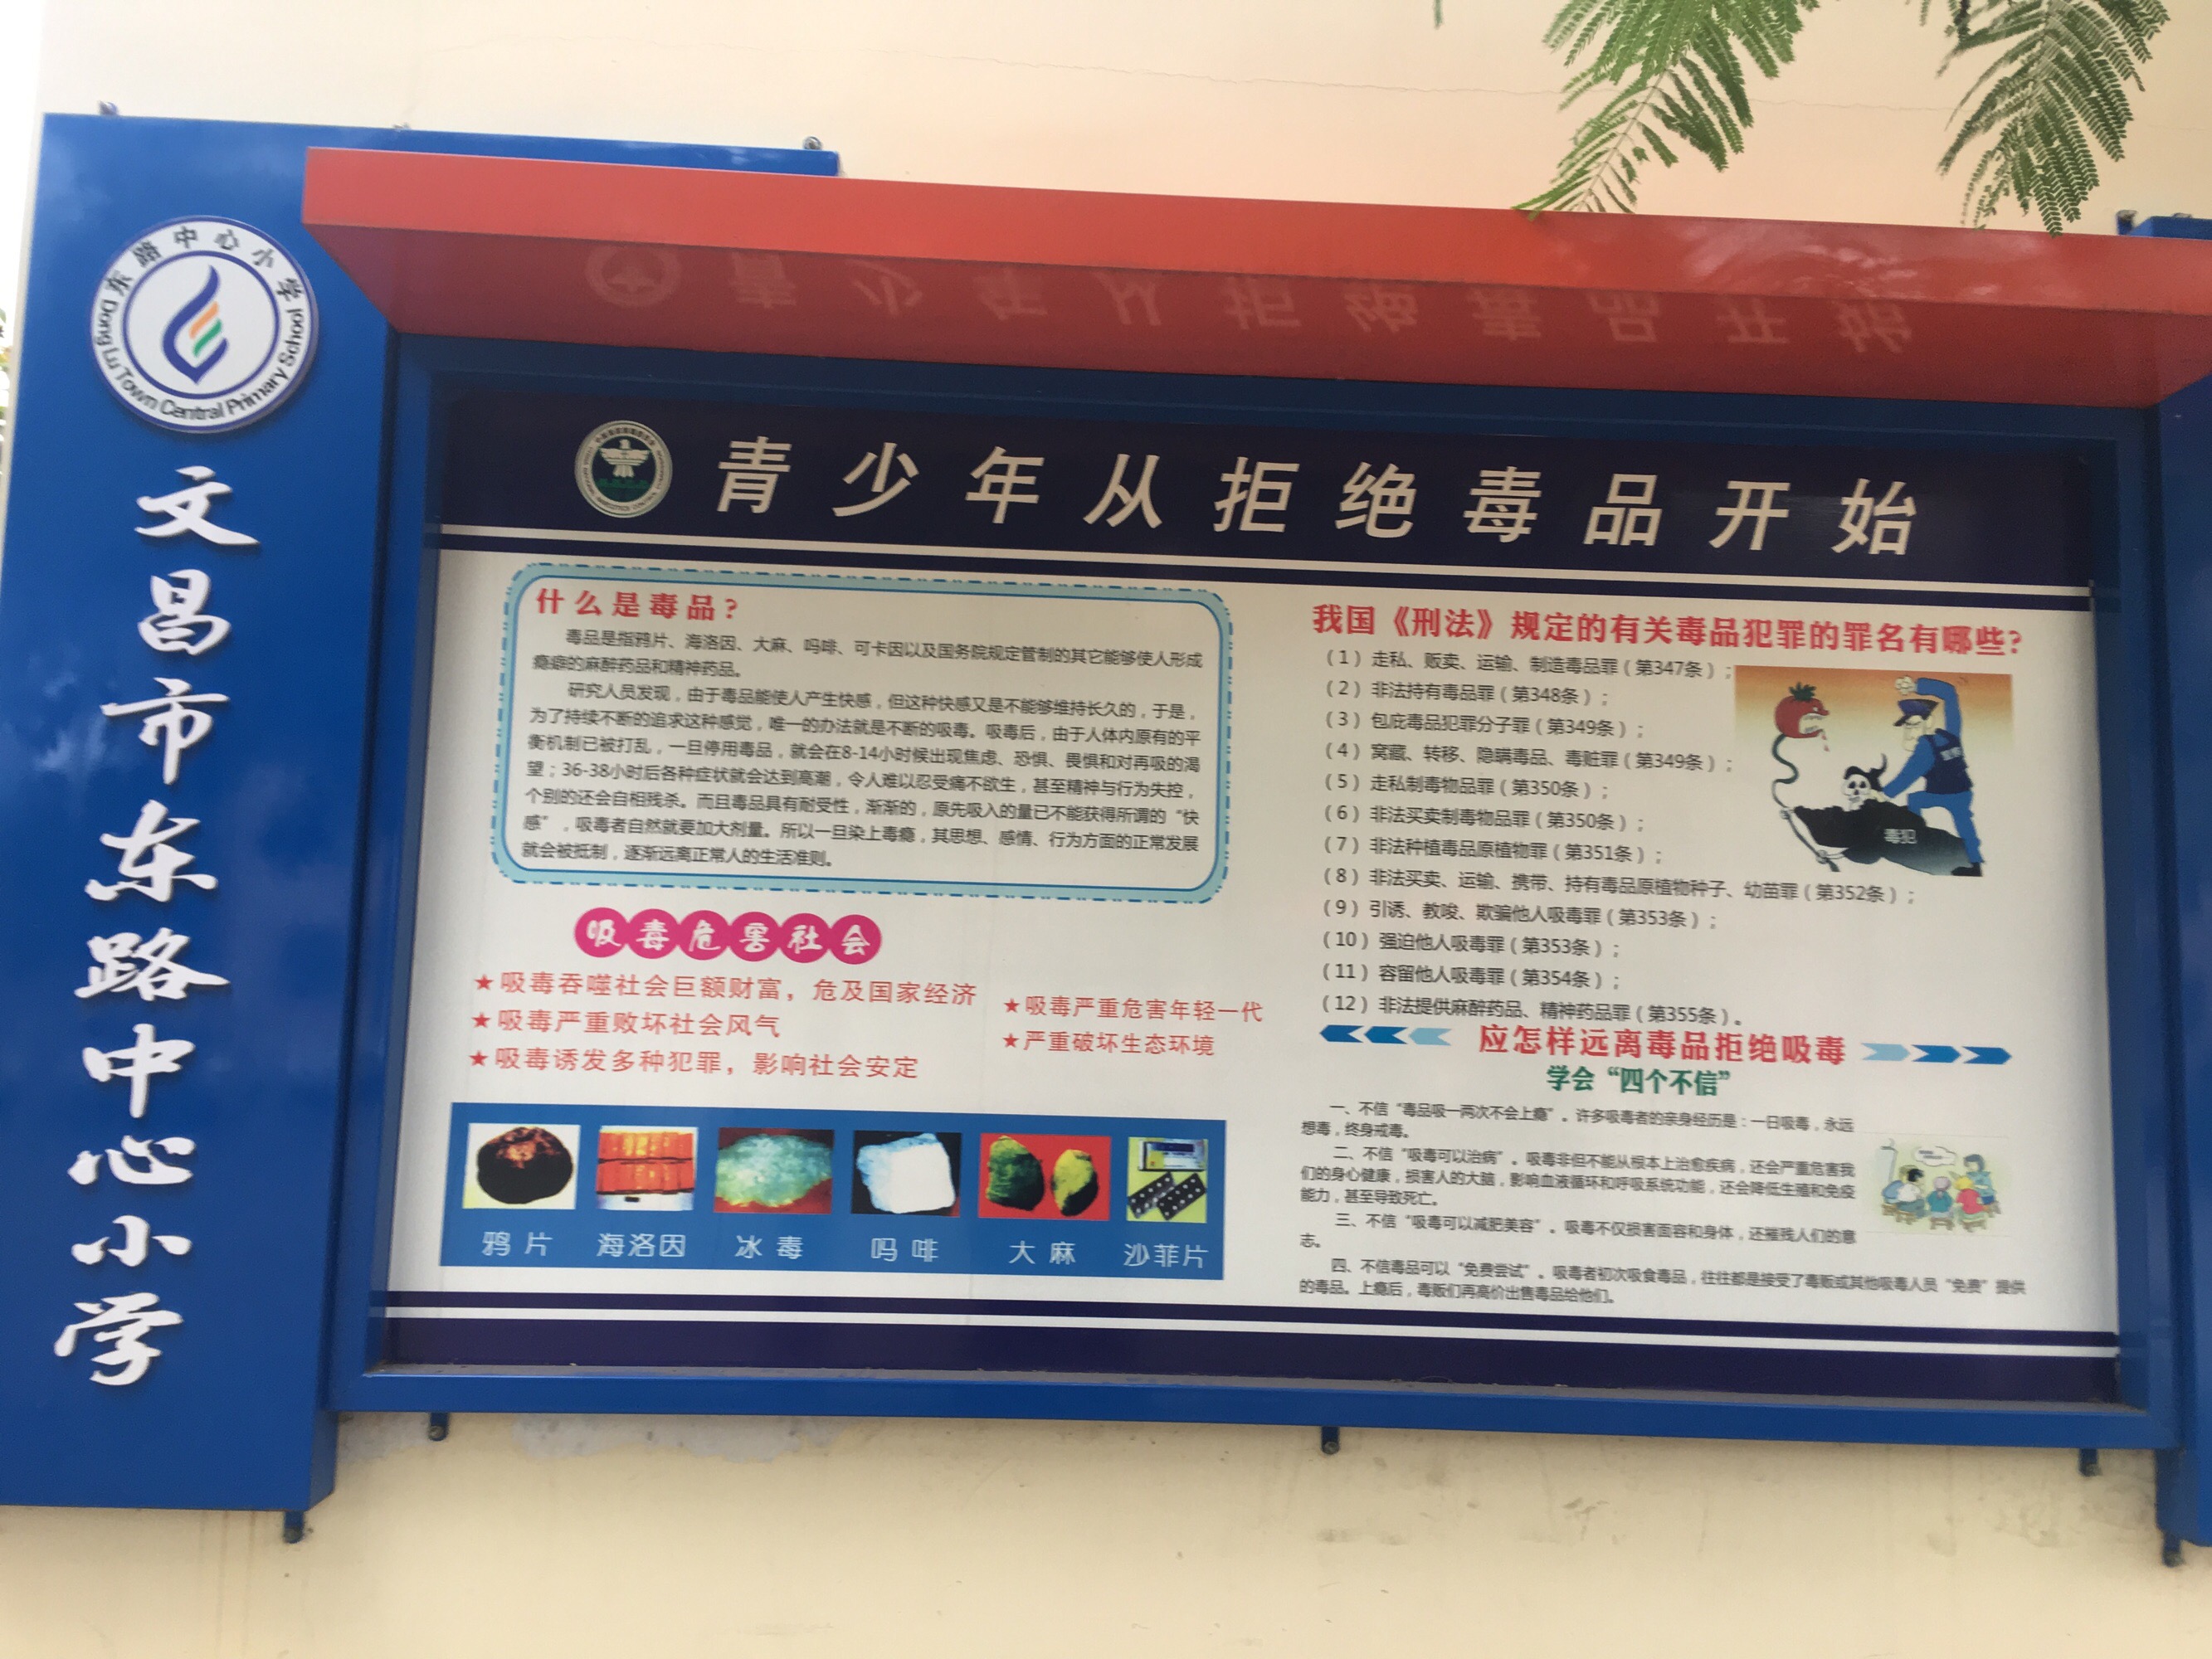 东路中心小学
DongLu Town Central Primary School
文昌市东路中心小学
青少年从拒绝毒品开始
什么是毒品?
毒品是指鸦片、海洛因、大麻、吗啡、可卡因以及国务院规定管制的其它能够使人形成
瘾癖的麻醉药品和精神药品。
研究人员发现，由于毒品能使人产生快感，但这种快感又是不能够维持长久的，于是，
为了持续不断的追求这种感觉，唯一的办法就是不断的吸毒。吸毒后，由于人体内原有的平
衡机制已被打乱，一旦停用毒品，就会在8-14小时候出现焦虑、恐惧、畏惧和对再吸的渴
望；36-38小时后各种症状就会达到高潮，令人难以忍受痛不欲生，甚至精神与行为失控，
个别的还会自相残杀。而且毒品具有耐受性，渐渐的，原先吸入的量已不能获得所谓的“快
感”，吸毒者自然就要加大剂量。所以一旦染上毒瘾，其思想、感情、行为方面的正常发展
就会被抵制，逐渐远离正常人的生活准则。
吸毒危害社会
★吸毒吞噬社会巨额财富，危及国家经济
★吸毒严重败坏社会风气
★吸毒诱发多种犯罪，影响社会安定
★吸毒严重危害年轻一代
★严重破坏生态环境
鸦片 海洛因 冰毒 吗啡 大麻 沙菲片
我国《刑法》规定的有关毒品犯罪的罪名有哪些?
（1）走私、贩卖、运输、制造毒品罪（第347条）；
（2）非法持有毒品罪（第348条）；
（3）包庇毒品犯罪分子罪（第349条）；
（4）窝藏、转移、隐瞒毒品、毒赃罪（第349条）；
（5）走私制毒物品罪（第350条）；
（6）非法买卖制毒物品罪（第350条）；
（7）非法种植毒品原植物罪（第351条）；
（8）非法买卖、运输、携带、持有毒品原植物种子、幼苗罪（第352条）；
（9）引诱、教唆、欺骗他人吸毒罪（第353条）；
（10）强迫他人吸毒罪（第353条）；
（11）容留他人吸毒罪（第354条）；
（12）非法提供麻醉药品、精神药品罪（第355条）。
毒犯
应怎样远离毒品拒绝吸毒
学会“四个不信”
一、不信“毒品吸一两次不会上瘾”。许多吸毒者的亲身经历是：一日吸毒，永远
想毒，终身戒毒。
二、不信“吸毒可以治病”。吸毒非但不能从根本上治愈疾病，还会严重危害我
们的身心健康，损害人的大脑，影响血液循环和呼吸系统功能，还会降低生殖和免疫
能力，甚至导致死亡。
三、不信“吸毒可以减肥美容”。吸毒不仅损害面容和身体，还摧残人们的意
志。
四、不信毒品可以“免费尝试”。吸毒者初次吸食毒品，往往都是接受了毒贩或其他吸毒人员“免费”提供
的毒品。上瘾后，毒贩们再高价出售毒品给他们。